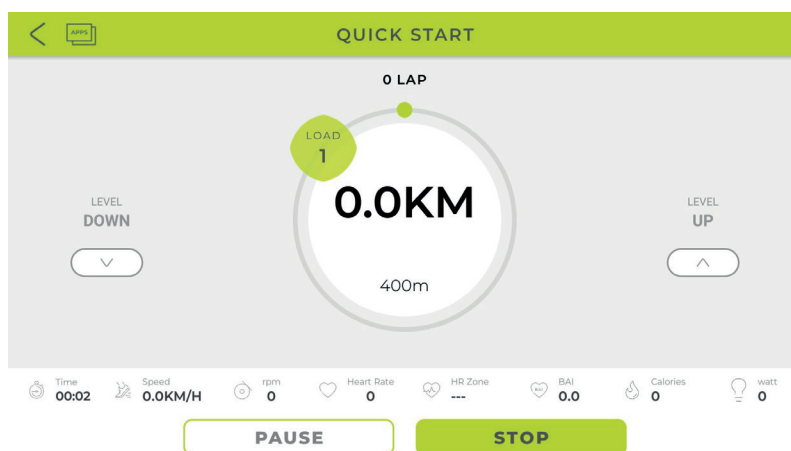 APPS
QUICK START
0 LAP
LOAD
1
0.0KM
400m
LEVEL
DOWN
LEVEL
UP
Time
00:02
Speed
0.0KM/H
rpm
0
Heart Rate
0
HR Zone
---
BAI
BAI
0.0
Calories
0
watt
0
PAUSE
STOP